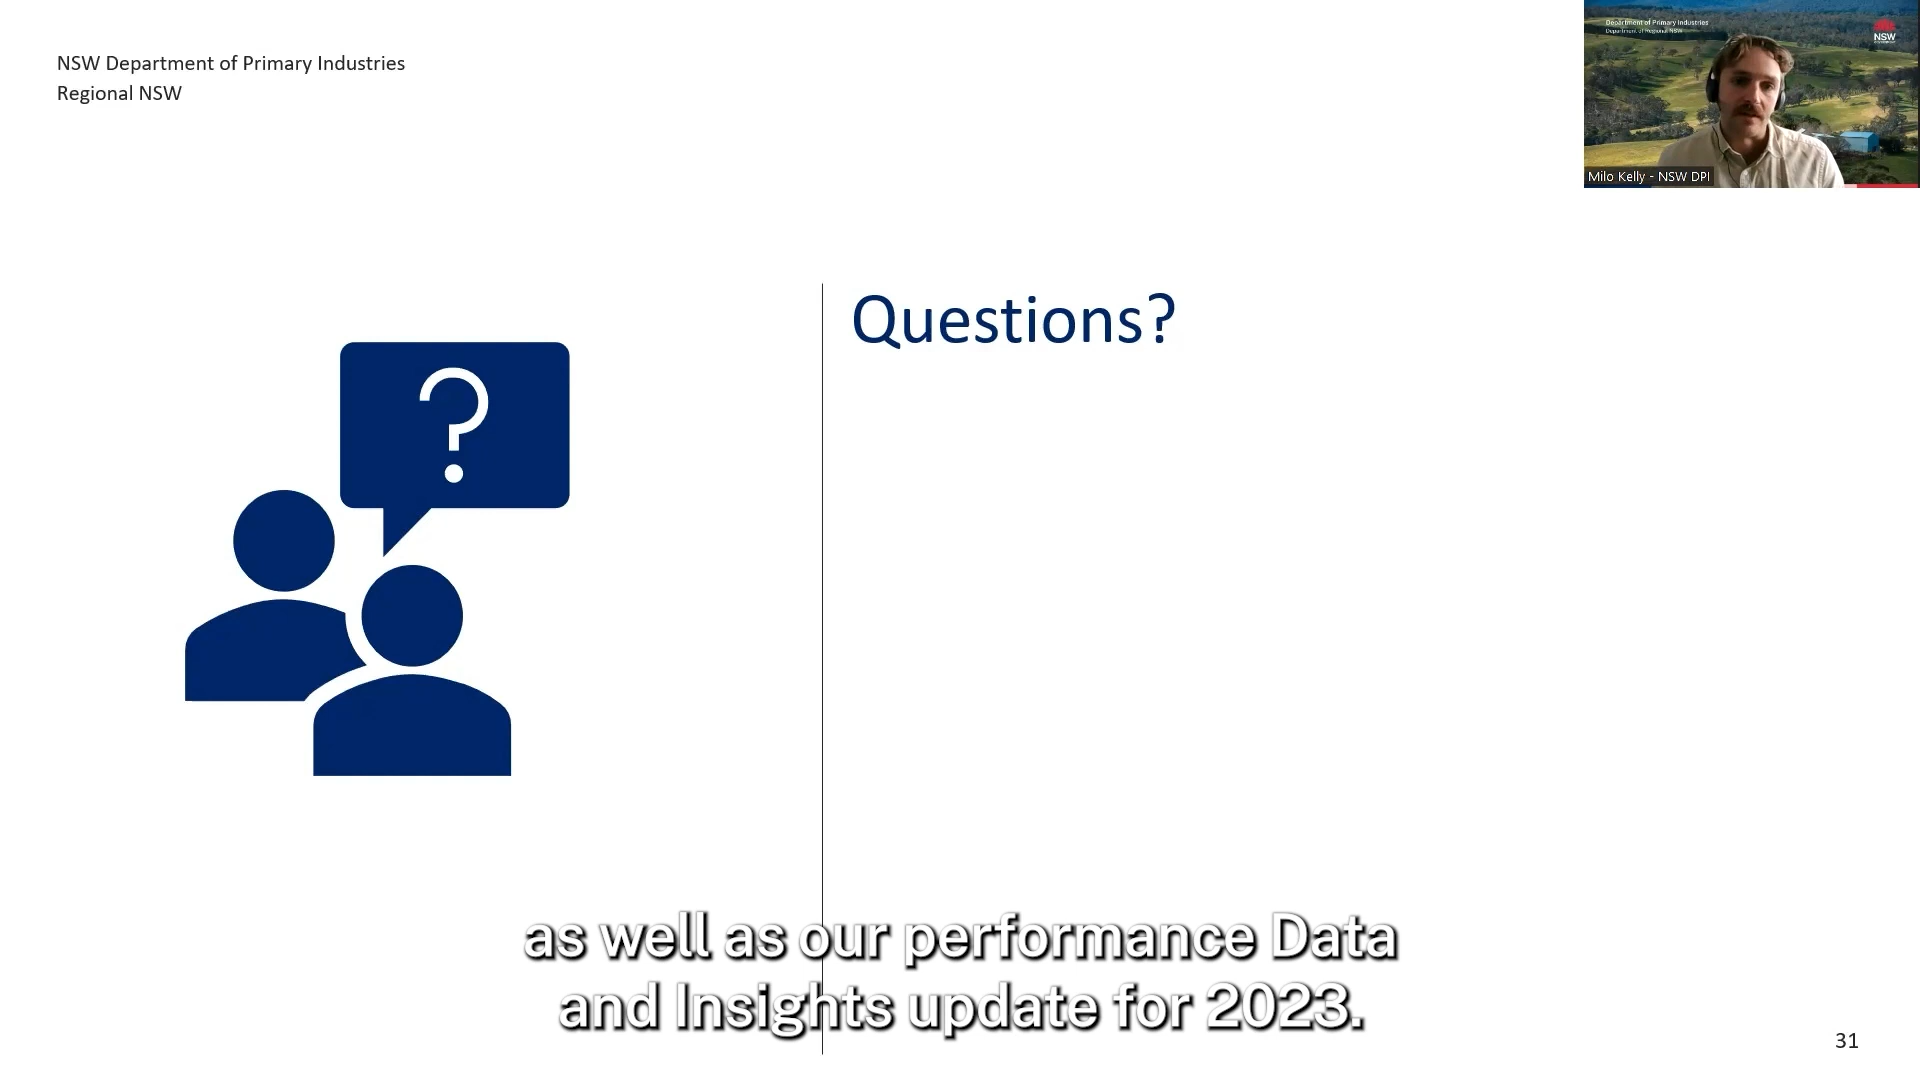 NSW Department of Primary Industries
Regional NSW
Department of Primary Industries
Department of Regional NSW
NSW
Milo Kelly - NSW DPI
Questions?
?
as well as our performance Data
and Insights update for 2023.
31